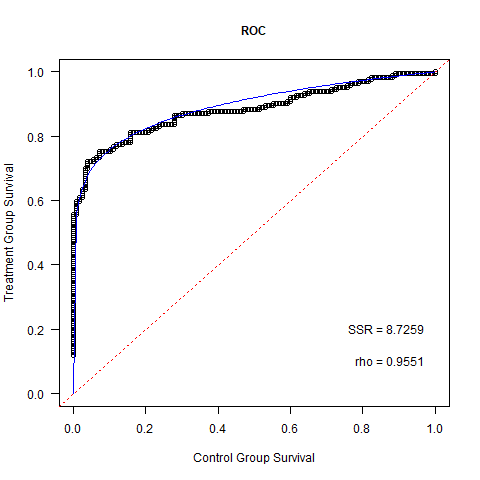 ROC
Treatment Group Survival
1.0
0.8
0.6
0.4
0.2
0.0
SSR = 8.7259
rho = 0.9551
0.0 0.2 0.4 0.6 0.8 1.0
Control Group Survival